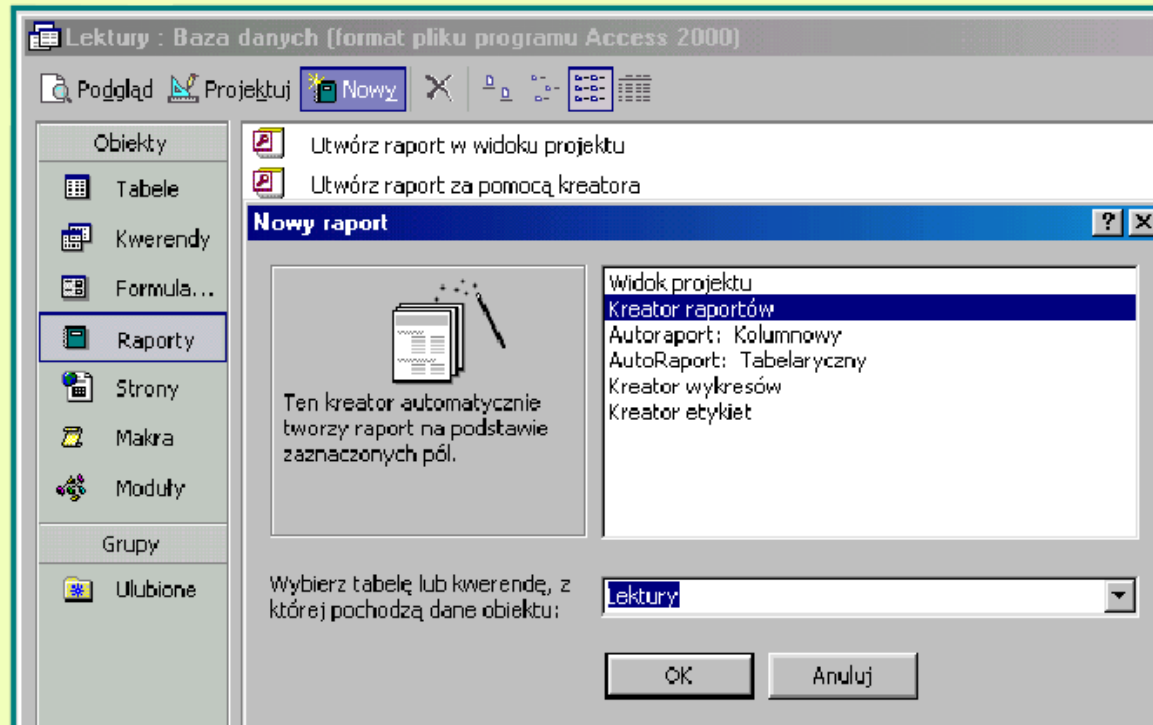 Lektury : Baza danych (format pliku programu Access 2000)
Podgląd Projektuj Nowy
Obiekty
Tabele
Kwerendy
Formula...
Raporty
Strony
Makra
Moduły
Grupy
Ulubione
Utwórz raport w widoku projektu
Utwórz raport za pomocą kreatora
Nowy raport
Ten kreator automatycznie
tworzy raport na podstawie
zaznaczonych pól.
Widok projektu
Kreator raportów
Autoraport: Kolumnowy
AutoRaport: Tabelaryczny
Kreator wykresów
Kreator etykiet
Wybierz tabelę lub kwerendę, z
której pochodzą dane obiektu:
Lektury
OK Anuluj